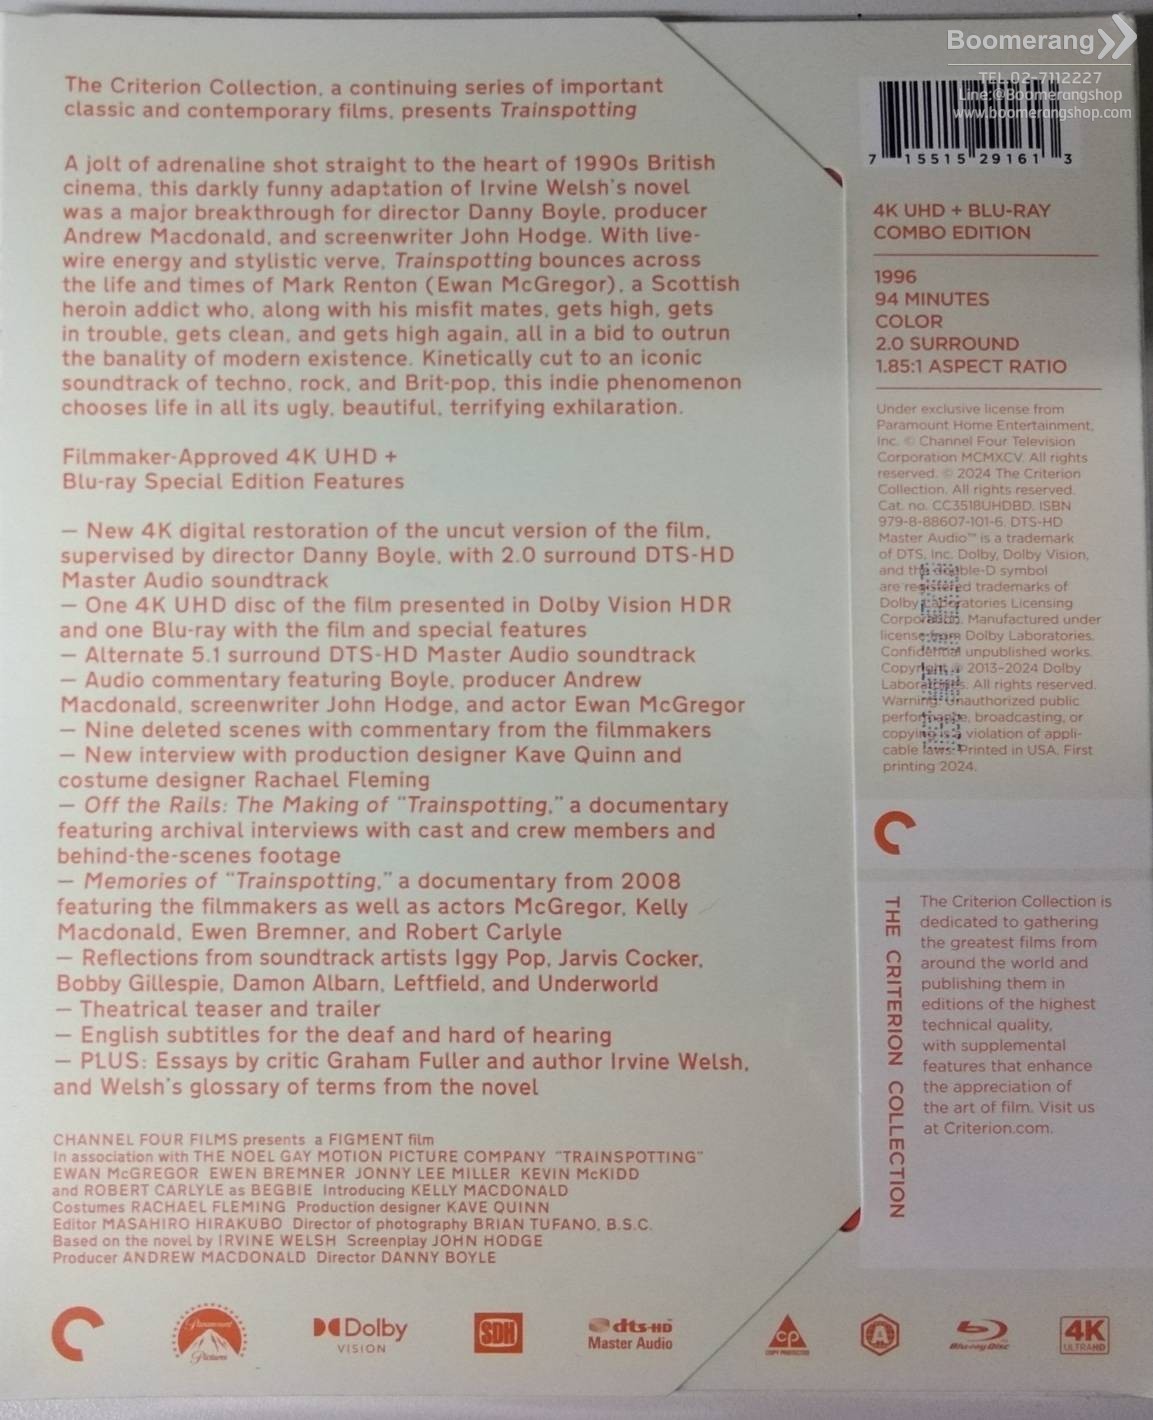 Boomerang
TEL 02-7112227
Line:@Boomerangshop
www.boomerangshop.com
The Criterion Collection, a continuing series of important
classic and contemporary films, presents Trainspotting
A jolt of adrenaline shot straight to the heart of 1990s British
cinema, this darkly funny adaptation of Irvine Welsh's novel
was a major breakthrough for director Danny Boyle, producer
Andrew Macdonald, and screenwriter John Hodge. With live-
wire energy and stylistic verve, Trainspotting bounces across
the life and times of Mark Renton (Ewan McGregor), a Scottish
heroin addict who, along with his misfit mates, gets high, gets
in trouble, gets clean, and gets high again, all in a bid to outrun
the banality of modern existence. Kinetically cut to an iconic
soundtrack of techno, rock, and Brit-pop, this indie phenomenon
chooses life in all its ugly, beautiful, terrifying exhilaration.
Filmmaker-Approved 4K UHD +
Blu-ray Special Edition Features
— New 4K digital restoration of the uncut version of the film,
supervised by director Danny Boyle, with 2.0 surround DTS-HD
Master Audio soundtrack
— One 4K UHD disc of the film presented in Dolby Vision HDR
and one Blu-ray with the film and special features
— Alternate 5.1 surround DTS-HD Master Audio soundtrack
— Audio commentary featuring Boyle, producer Andrew
Macdonald, screenwriter John Hodge, and actor Ewan McGregor
— Nine deleted scenes with commentary from the filmmakers
— New interview with production designer Kave Quinn and
costume designer Rachael Fleming
— Off the Rails: The Making of "Trainspotting," a documentary
featuring archival interviews with cast and crew members and
behind-the-scenes footage
— Memories of "Trainspotting," a documentary from 2008
featuring the filmmakers as well as actors McGregor, Kelly
Macdonald, Ewen Bremner, and Robert Carlyle
— Reflections from soundtrack artists Iggy Pop, Jarvis Cocker,
Bobby Gillespie, Damon Albarn, Leftfield, and Underworld
— Theatrical teaser and trailer
— English subtitles for the deaf and hard of hearing
— PLUS: Essays by critic Graham Fuller and author Irvine Welsh,
and Welsh's glossary of terms from the novel
CHANNEL FOUR FILMS presents a FIGMENT film
In association with THE NOEL GAY MOTION PICTURE COMPANY "TRAINSPOTTING"
EWAN McGREGOR EWEN BREMNER JONNY LEE MILLER KEVIN McKIDD
and ROBERT CARLYLE as BEGBIE Introducing KELLY MACDONALD
Costumes RACHAEL FLEMING Production designer KAVE QUINN
Editor MASAHIRO HIRAKUBO Director of photography BRIAN TUFANO, B.S.C.
Based on the novel by IRVINE WELSH Screenplay JOHN HODGE
Producer ANDREW MACDONALD Director DANNY BOYLE
7 15515 29161 3
4K UHD + BLU-RAY
COMBO EDITION
1996
94 MINUTES
COLOR
2.0 SURROUND
1.85:1 ASPECT RATIO
Under exclusive license from
Paramount Home Entertainment,
Inc. © Channel Four Television
Corporation MCMXCV. All rights
reserved. © 2024 The Criterion
Collection. All rights reserved.
Cat. no. CC3518UHDBD. ISBN
979-8-88607-101-6. DTS-HD
Master Audio™ is a trademark
of DTS, Inc. Dolby, Dolby Vision,
and the double-D symbol
are registered trademarks of
Dolby Laboratories Licensing
Corporation. Manufactured under
license from Dolby Laboratories.
Confidential unpublished works.
Copyright © 2013–2024 Dolby
Laboratories. All rights reserved.
Warning: Unauthorized public
performance, broadcasting, or
copying is a violation of appli-
cable laws. Printed in USA. First
printing 2024.
THE CRITERION COLLECTION
The Criterion Collection is
dedicated to gathering
the greatest films from
around the world and
publishing them in
editions of the highest
technical quality,
with supplemental
features that enhance
the appreciation of
the art of film. Visit us
at Criterion.com.
Paramount
Pictures
Dolby
VISION
SDH
dts-HD
Master Audio
CP
COPY PROTECTED
A
Blu-ray Disc
4K
ULTRA HD